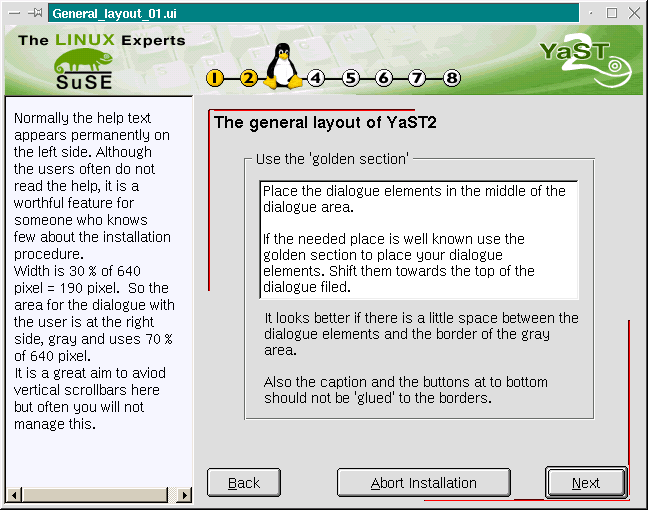 General_layout_01.ui
The LINUX Experts
SuSE
1 2 4 5 6 7 8
YaST
2
Normally the help text
appears permanently on
the left side. Although
the users often do not
read the help, it is a
worthful feature for
someone who knows
few about the installation
procedure.
Width is 30 % of 640
pixel = 190 pixel.  So the
area for the dialogue with
the user is at the right
side, gray and uses 70 %
of 640 pixel.
It is a great aim to aviod
vertical scrollbars here
but often you will not
manage this.
The general layout of YaST2
Use the 'golden section'
Place the dialogue elements in the middle of the
dialogue area.
If the needed place is well known use the
golden section to place your dialogue
elements. Shift them towards the top of the
dialogue filed.
It looks better if there is a little space between the
dialogue elements and the border of the gray
area.
Also the caption and the buttons at to bottom
should not be 'glued' to the borders.
Back
Abort Installation
Next